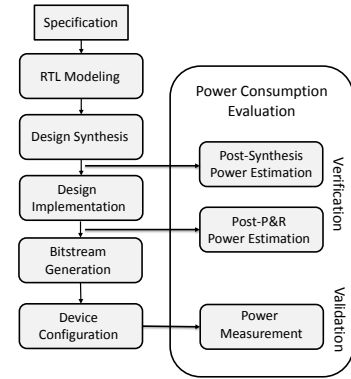 Specification
RTL Modeling
Power Consumption
Evaluation
Design Synthesis
Post-Synthesis
Power Estimation
Verification
Design
Implementation
Post-P&R
Power Estimation
Bitstream
Generation
Device
Configuration
Power
Measurement
Validation